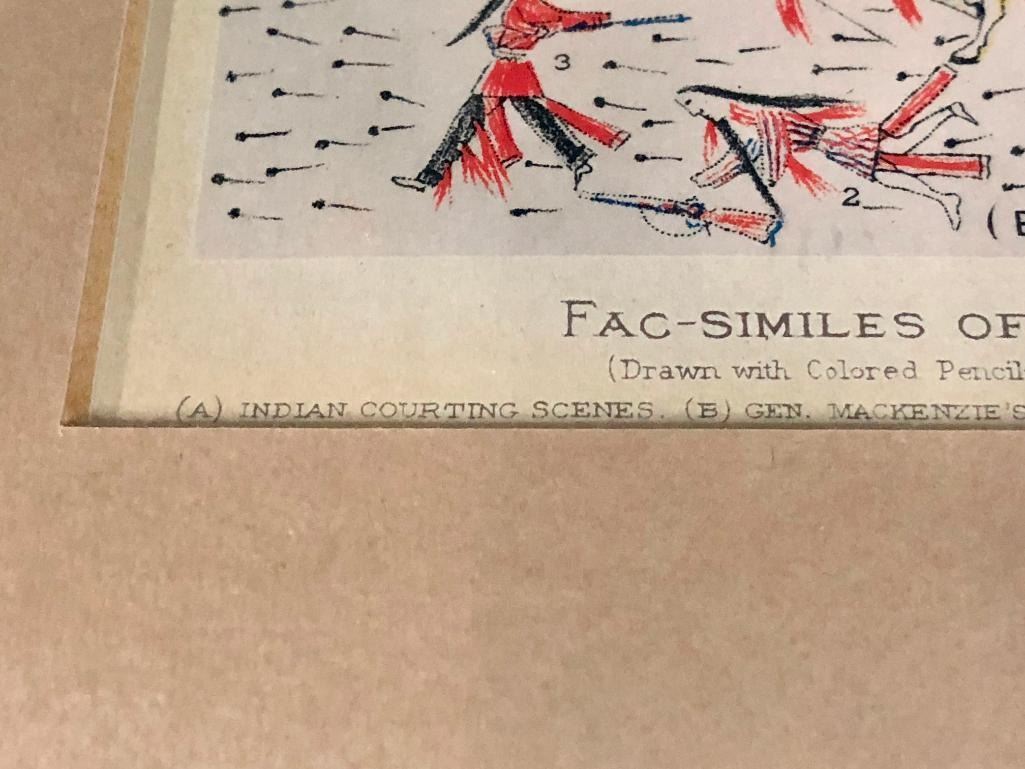 3
2
( E
FAC-SIMILES OF
(Drawn with Colored Pencil
(A) INDIAN COURTING SCENES. (B) GEN. MACKENZIE'S